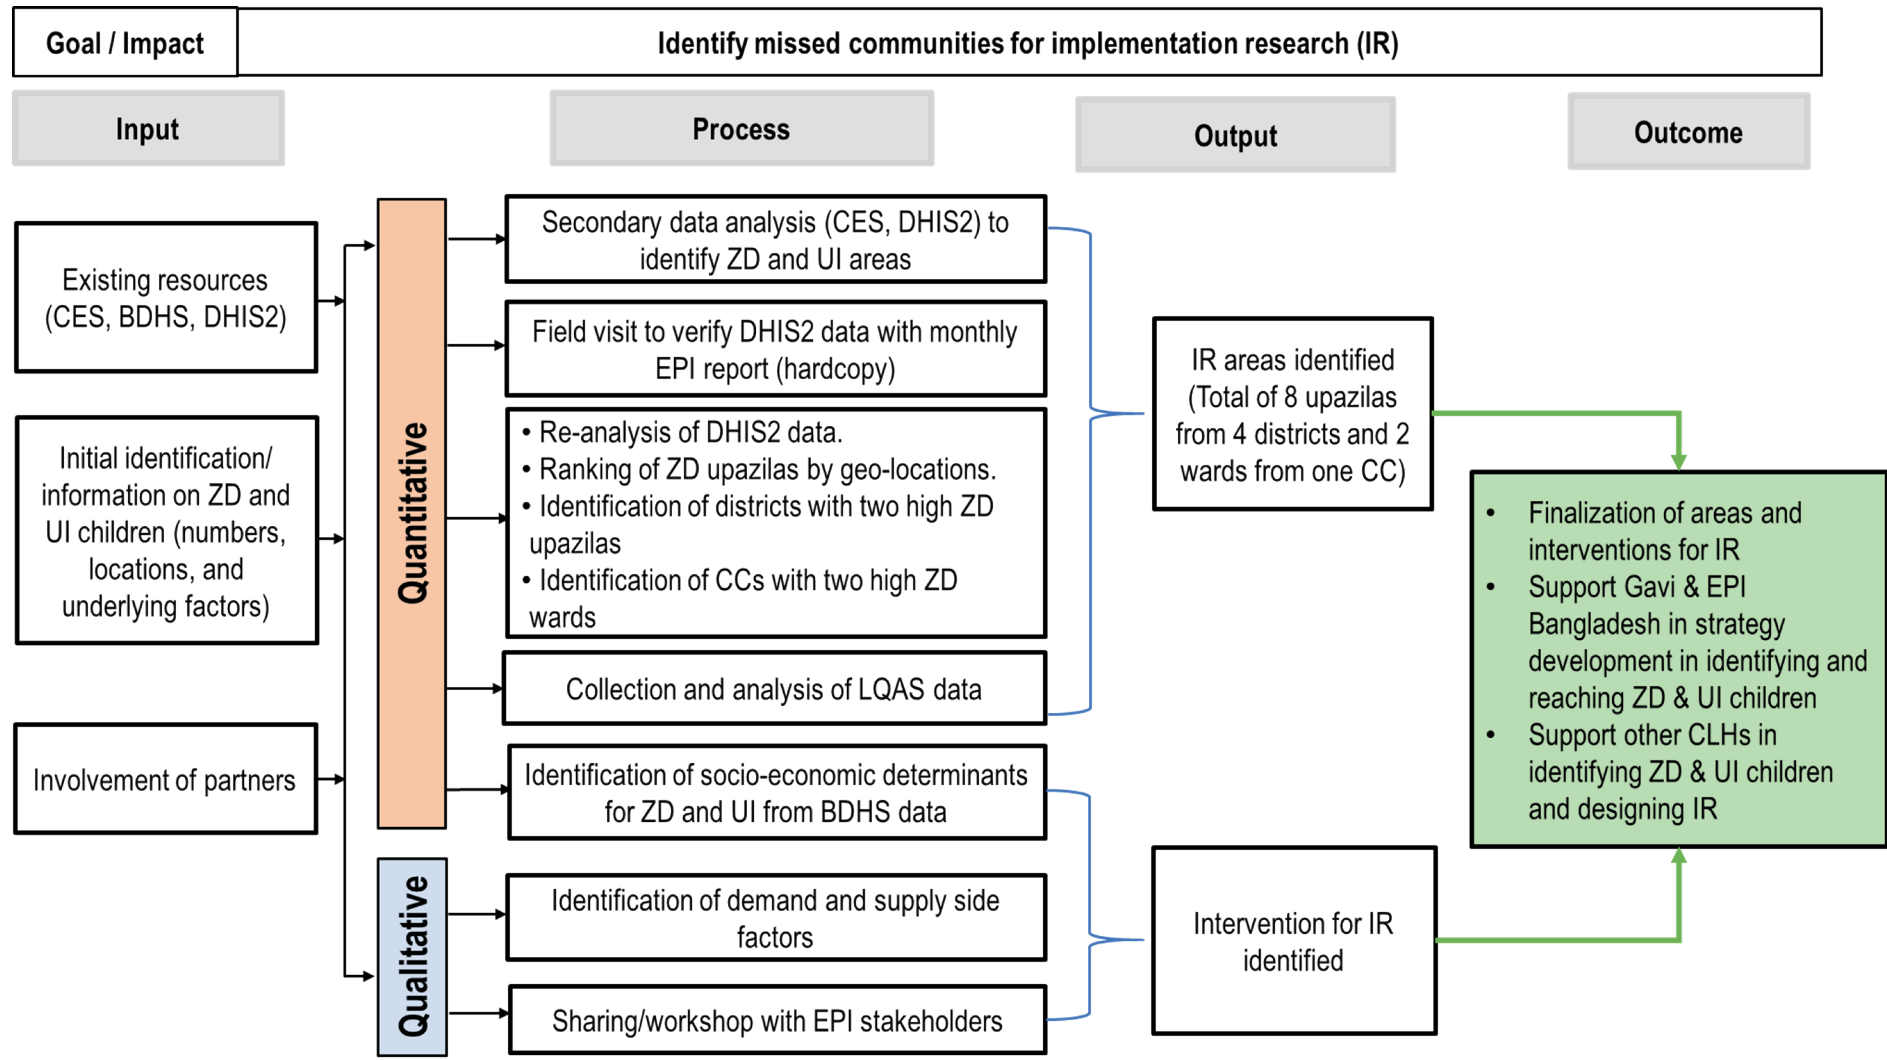 Goal / Impact
Identify missed communities for implementation research (IR)
Input
Process
Output
Outcome
Existing resources
(CES, BDHS, DHIS2)
Initial identification/
information on ZD and
UI children (numbers,
locations, and
underlying factors)
Involvement of partners
Quantitative
Qualitative
Secondary data analysis (CES, DHIS2) to
identify ZD and UI areas
Field visit to verify DHIS2 data with monthly
EPI report (hardcopy)
• Re-analysis of DHIS2 data.
• Ranking of ZD upazilas by geo-locations.
• Identification of districts with two high ZD
upazilas
• Identification of CCs with two high ZD
wards
Collection and analysis of LQAS data
Identification of socio-economic determinants
for ZD and UI from BDHS data
Identification of demand and supply side
factors
Sharing/workshop with EPI stakeholders
IR areas identified
(Total of 8 upazilas
from 4 districts and 2
wards from one CC)
Intervention for IR
identified
• Finalization of areas and
interventions for IR
• Support Gavi & EPI
Bangladesh in strategy
development in identifying and
reaching ZD & UI children
• Support other CLHs in
identifying ZD & UI children
and designing IR